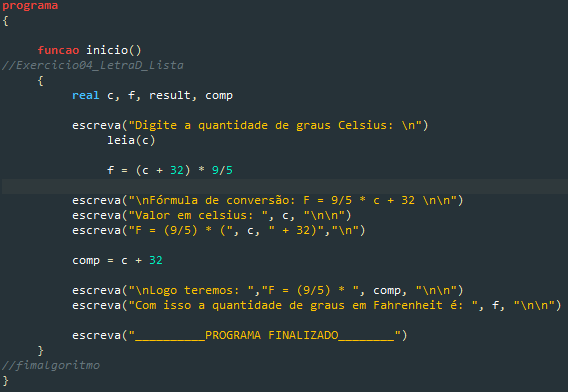 programa
{
funcao inicio()
//Exercicio04_LetraD_Lista
{
real c, f, result, comp
escreva("Digite a quantidade de graus Celsius: \n")
leia(c)
f = (c + 32) * 9/5
escreva("\nFórmula de conversão: F = 9/5 * c + 32 \n\n")
escreva("Valor em celsius: ", c, "\n\n")
escreva("F = (9/5) * (", c, " + 32)","\n")
comp = c + 32
escreva("\nLogo teremos: ","F = (9/5) * ", comp, "\n\n")
escreva("Com isso a quantidade de graus em Fahrenheit é: ", f, "\n\n")
escreva("__________PROGRAMA FINALIZADO________")
}
//fimalgoritmo
}